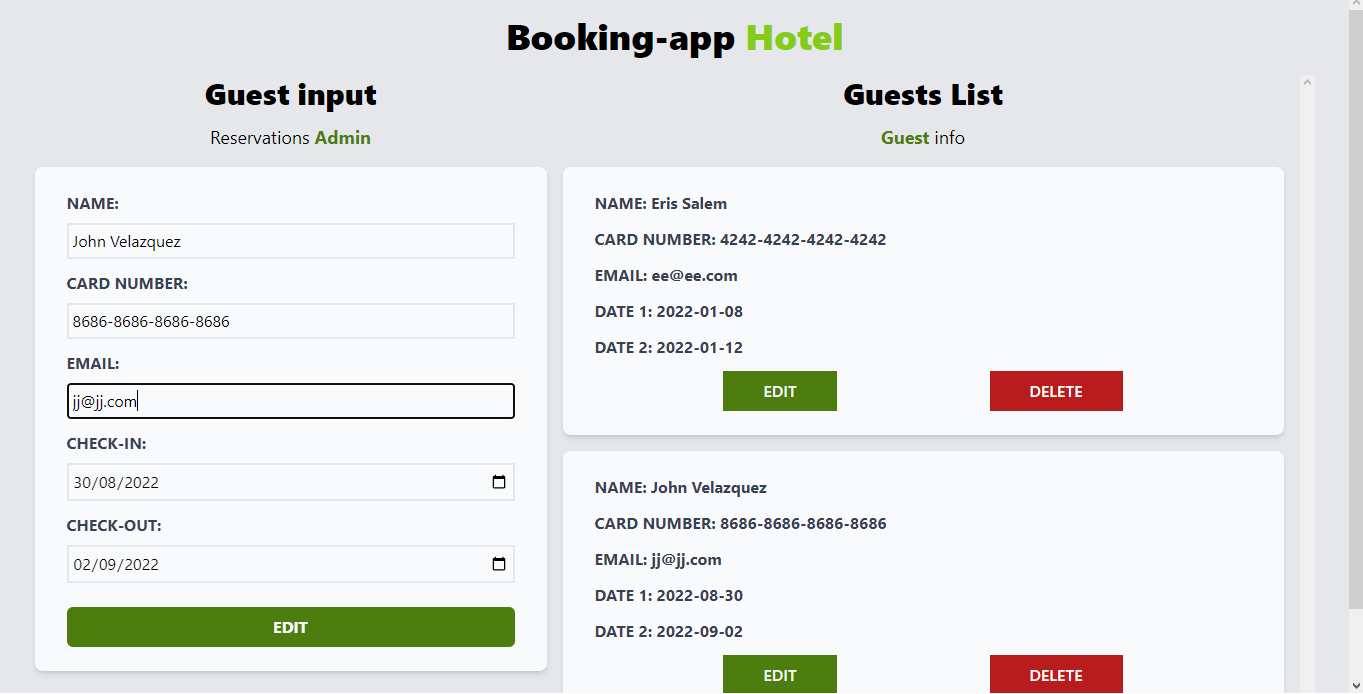 Booking-app Hotel
Guest input
Reservations Admin
NAME:
John Velazquez
CARD NUMBER:
8686-8686-8686-8686
EMAIL:
jj@jj.com
CHECK-IN:
30/08/2022
CHECK-OUT:
02/09/2022
EDIT
Guests List
Guest info
NAME: Eris Salem
CARD NUMBER: 4242-4242-4242-4242
EMAIL: ee@ee.com
DATE 1: 2022-01-08
DATE 2: 2022-01-12
EDIT DELETE
NAME: John Velazquez
CARD NUMBER: 8686-8686-8686-8686
EMAIL: jj@jj.com
DATE 1: 2022-08-30
DATE 2: 2022-09-02
EDIT DELETE